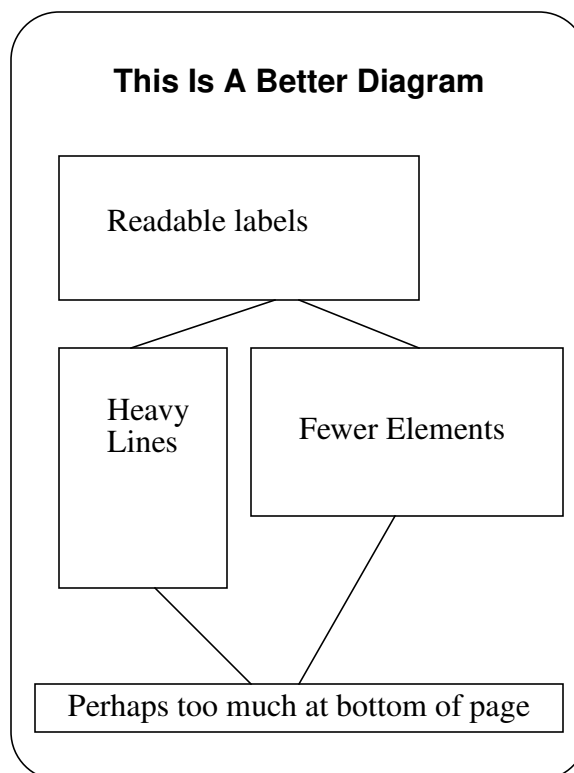 This Is A Better Diagram
Readable labels
Heavy
Lines
Fewer Elements
Perhaps too much at bottom of page